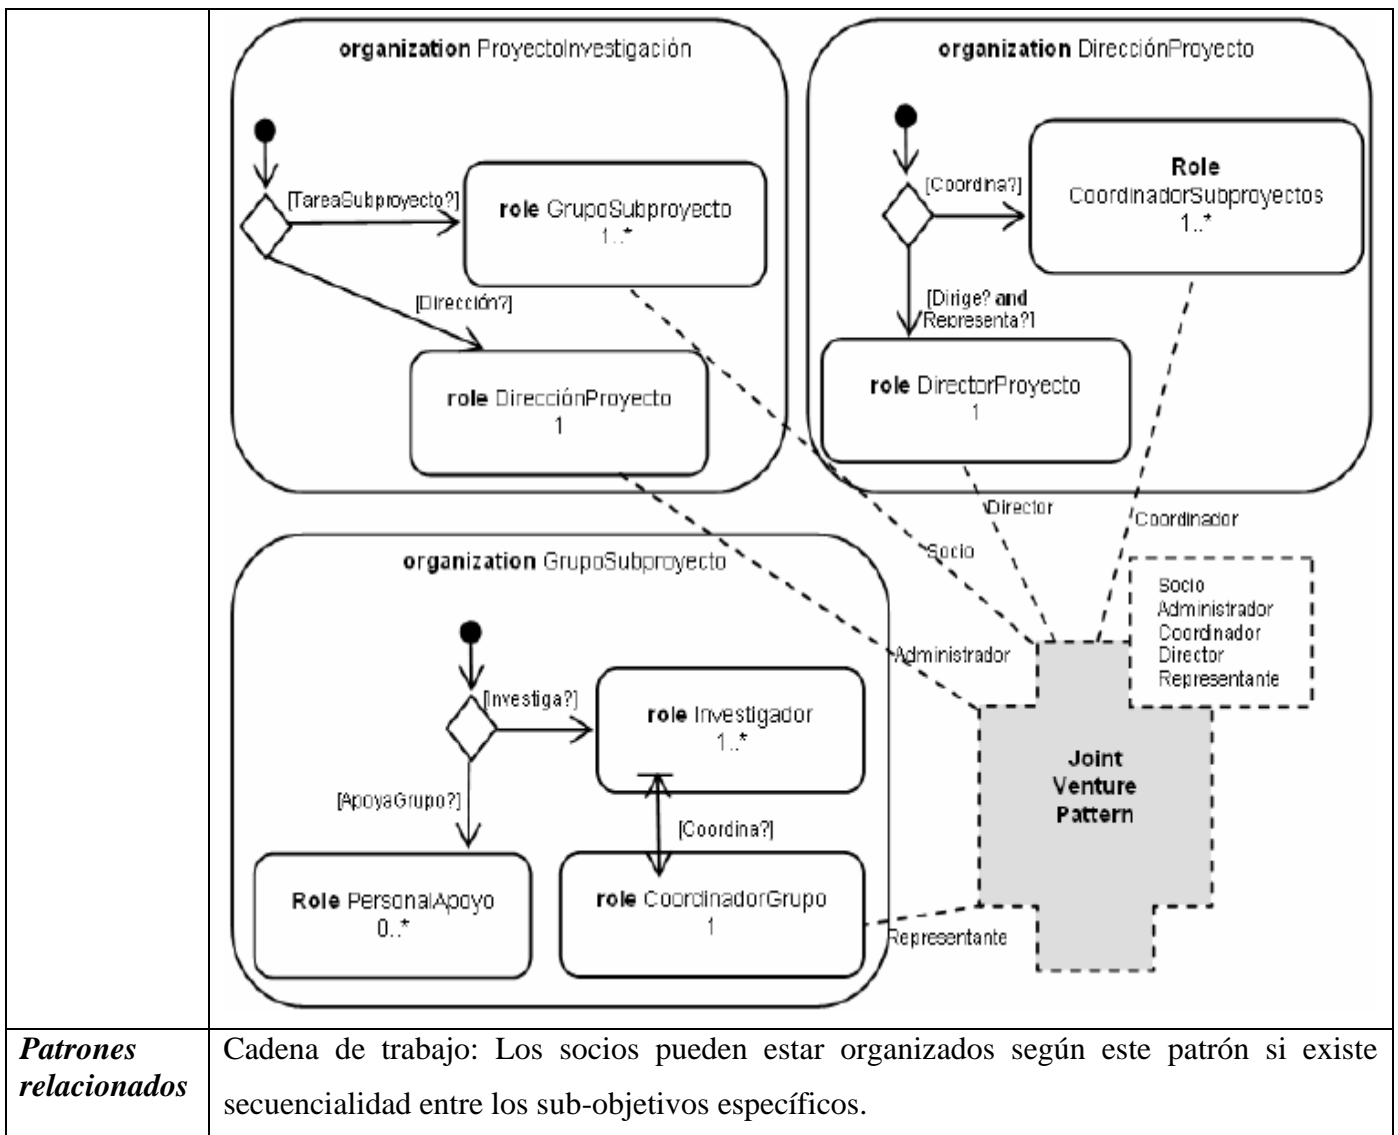 organization ProyectoInvestigación
[TareaSubproyecto?]
role GrupoSubproyecto
1..*
[Dirección?]
role DirecciónProyecto
1
organization DirecciónProyecto
[Coordina?]
Role
CoordinadorSubproyectos
1..*
[Dirige? and
Representa?]
role DirectorProyecto
1
Director
Coordinador
Socio
Administrador
organization GrupoSubproyecto
[Investiga?]
role Investigador
1..*
[ApoyaGrupo?]
[Coordina?]
Role PersonalApoyo
0..*
role CoordinadorGrupo
1
Representante
Socio
Administrador
Coordinador
Director
Representante
Joint
Venture
Pattern
Patrones
relacionados
Cadena de trabajo: Los socios pueden estar organizados según este patrón si existe
secuencialidad entre los sub-objetivos específicos.